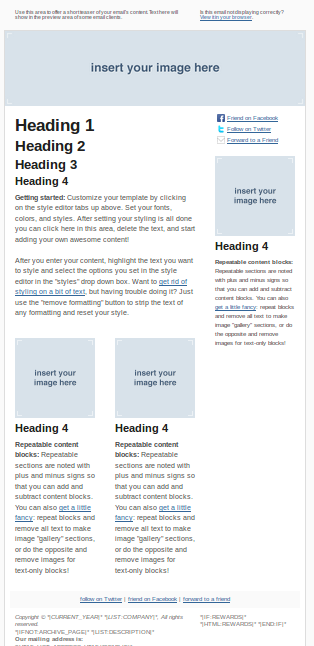 Use this area to offer a short teaser of your email's content. Text here will
show in the preview area of some email clients.
Is this email not displaying correctly?
View it in your browser.
insert your image here
Heading 1
Heading 2
Heading 3
Heading 4
Getting started: Customize your template by clicking
on the style editor tabs up above. Set your fonts,
colors, and styles. After setting your styling is all done
you can click here in this area, delete the text, and start
adding your own awesome content!
After you enter your content, highlight the text you want
to style and select the options you set in the style
editor in the "styles" drop down box. Want to get rid of
styling on a bit of text, but having trouble doing it? Just
use the "remove formatting" button to strip the text of
any formatting and reset your style.
insert your
image here
Heading 4
Repeatable content
blocks: Repeatable
sections are noted with
plus and minus signs so
that you can add and
subtract content blocks.
You can also get a little
fancy: repeat blocks and
remove all text to make
image "gallery" sections,
or do the opposite and
remove images for
text-only blocks!
insert your
image here
Heading 4
Repeatable content
blocks: Repeatable
sections are noted with
plus and minus signs so
that you can add and
subtract content blocks.
You can also get a little
fancy: repeat blocks and
remove all text to make
image "gallery" sections,
or do the opposite and
remove images for
text-only blocks!
Friend on Facebook
Follow on Twitter
Forward to a Friend
insert your
image here
Heading 4
Repeatable content blocks:
Repeatable sections are noted
with plus and minus signs so
that you can add and subtract
content blocks. You can also
get a little fancy: repeat blocks
and remove all text to make
image "gallery" sections, or do
the opposite and remove
images for text-only blocks!
follow on Twitter | friend on Facebook | forward to a friend
Copyright © *|CURRENT_YEAR|* *|LIST:COMPANY|*, All rights
reserved.
*|IFNOT:ARCHIVE_PAGE|* *|LIST:DESCRIPTION|*
Our mailing address is:
*|IF:REWARDS|*
*|HTML:REWARDS|* *|END:IF|*